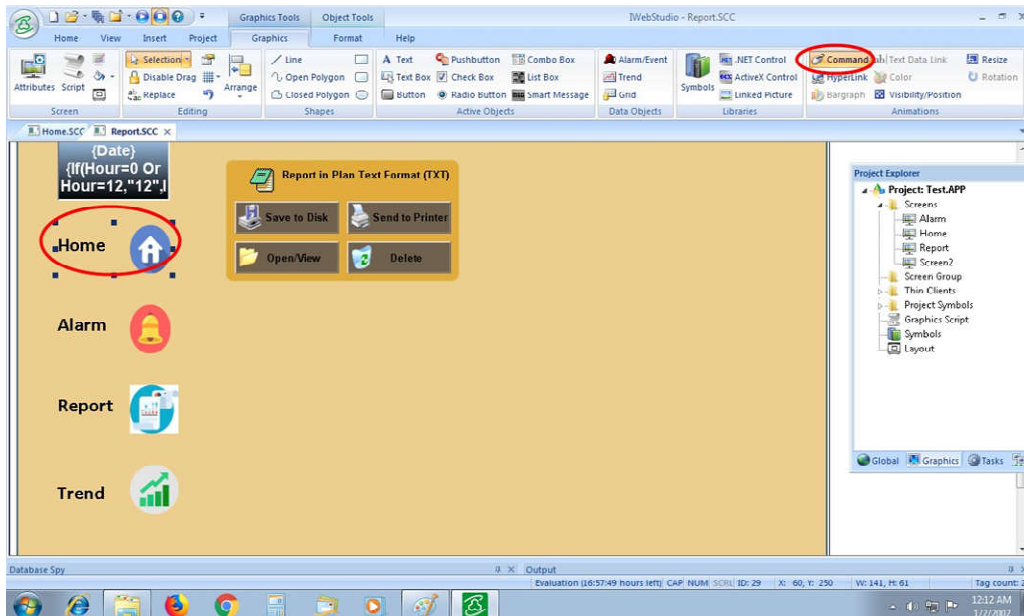 Graphics Tools Object Tools IWebStudio - Report.SCC
Home View Insert Project Graphics Format Help
Selection Line A Text Pushbutton Combo Box Alarm/Event .NET Control Command Text Data Link Resize
Disable Drag Open Polygon Text Box Check Box List Box Trend ActiveX Control HyperLink Color Rotation
Replace Closed Polygon Button Radio Button Smart Message Grid Linked Picture Bargraph Visibility/Position
Attributes Script Arrange Symbols
Screen Editing Shapes Active Objects Data Objects Libraries Animations
Home.SCC Report.SCC
{Date}
{If(Hour=0 Or
Hour=12,"12",I
Report in Plan Text Format (TXT)
Save to Disk Send to Printer
Open/View Delete
Home
Alarm
Report
Trend
Project Explorer
Project: Test.APP
Screens
Alarm
Home
Report
Screen2
Screen Group
Thin Clients
Project Symbols
Graphics Script
Symbols
Layout
Global Graphics Tasks
Database Spy Output
Evaluation (16:57:49 hours left) CAP NUM SCRL ID: 29 X: 60, Y: 250 W: 141, H: 61 Tag count: 2
12:12 AM
1/2/2007